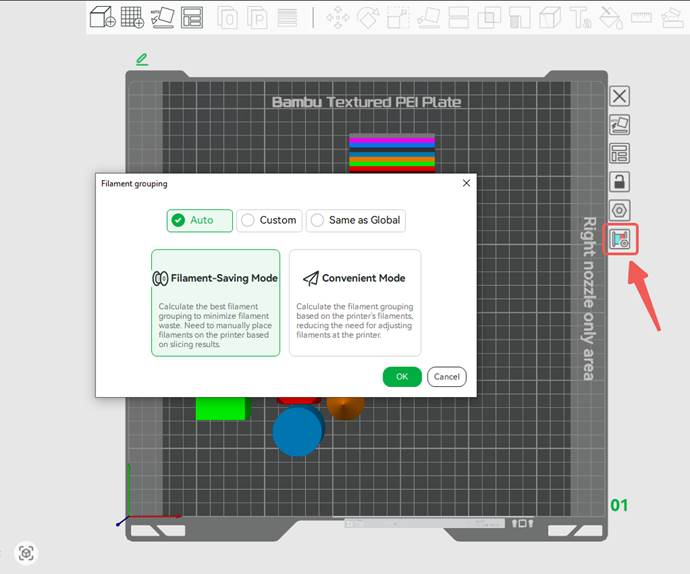 Bambu Textured PEI Plate
Filament grouping
Auto
Custom
Same as Global
Filament-Saving Mode
Calculate the best filament
grouping to minimize filament
waste. Need to manually place
filaments on the printer based
on slicing results.
Convenient Mode
Calculate the filament grouping
based on the printer's filaments,
reducing the need for adjusting
filaments at the printer.
OK
Cancel
Right nozzle only area
01